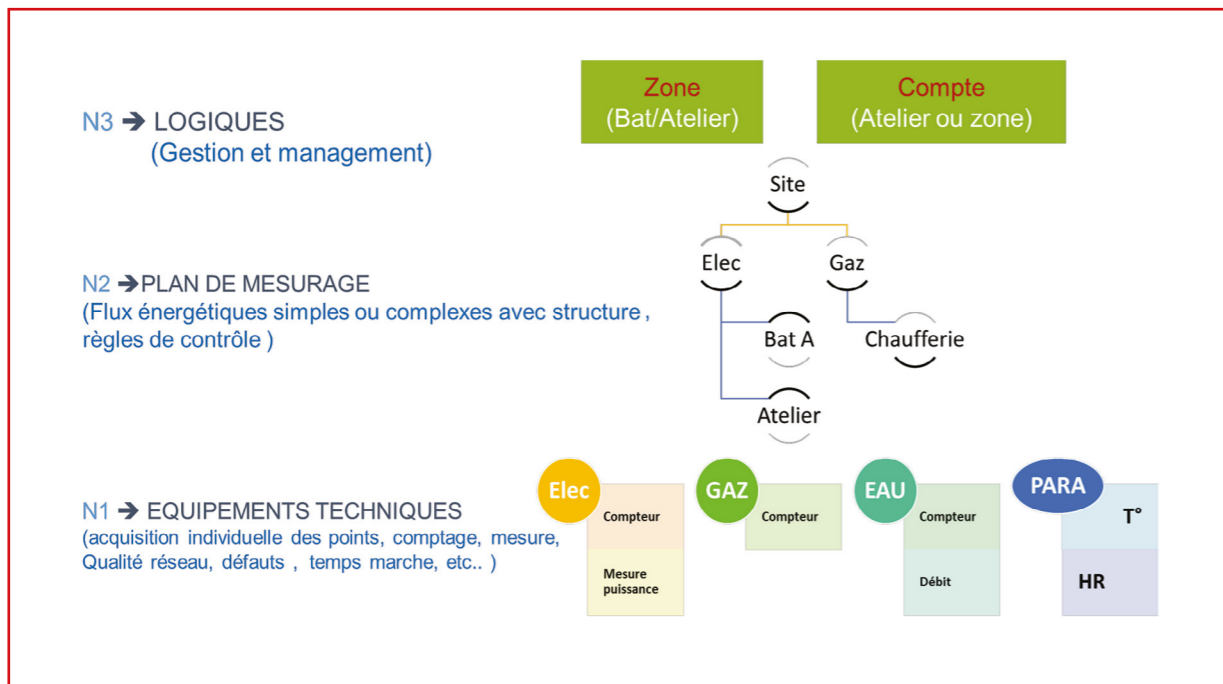 N3 ➔ LOGIQUES
(Gestion et management)
Zone
(Bat/Atelier)
Compte
(Atelier ou zone)
Site
Elec
Gaz
Bat A
Chaufferie
Atelier
N2 ➔PLAN DE MESURAGE
(Flux énergétiques simples ou complexes avec structure ,
règles de contrôle )
N1 ➔ EQUIPEMENTS TECHNIQUES
(acquisition individuelle des points, comptage, mesure,
Qualité réseau, défauts , temps marche, etc.. )
Elec
Compteur
Mesure
puissance
GAZ
Compteur
EAU
Compteur
Débit
PARA
T°
HR